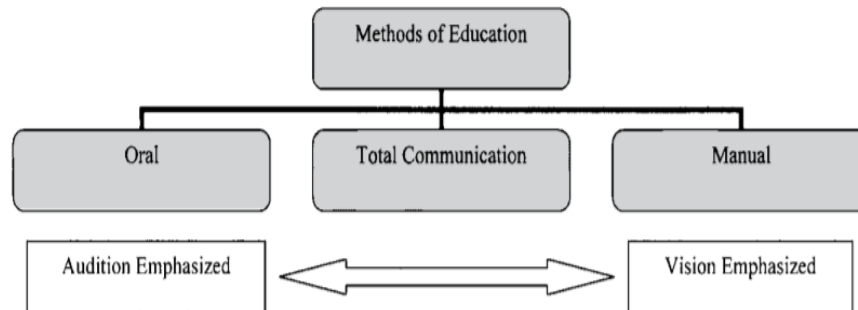 Methods of Education
Oral
Total Communication
Manual
Audition Emphasized
Vision Emphasized